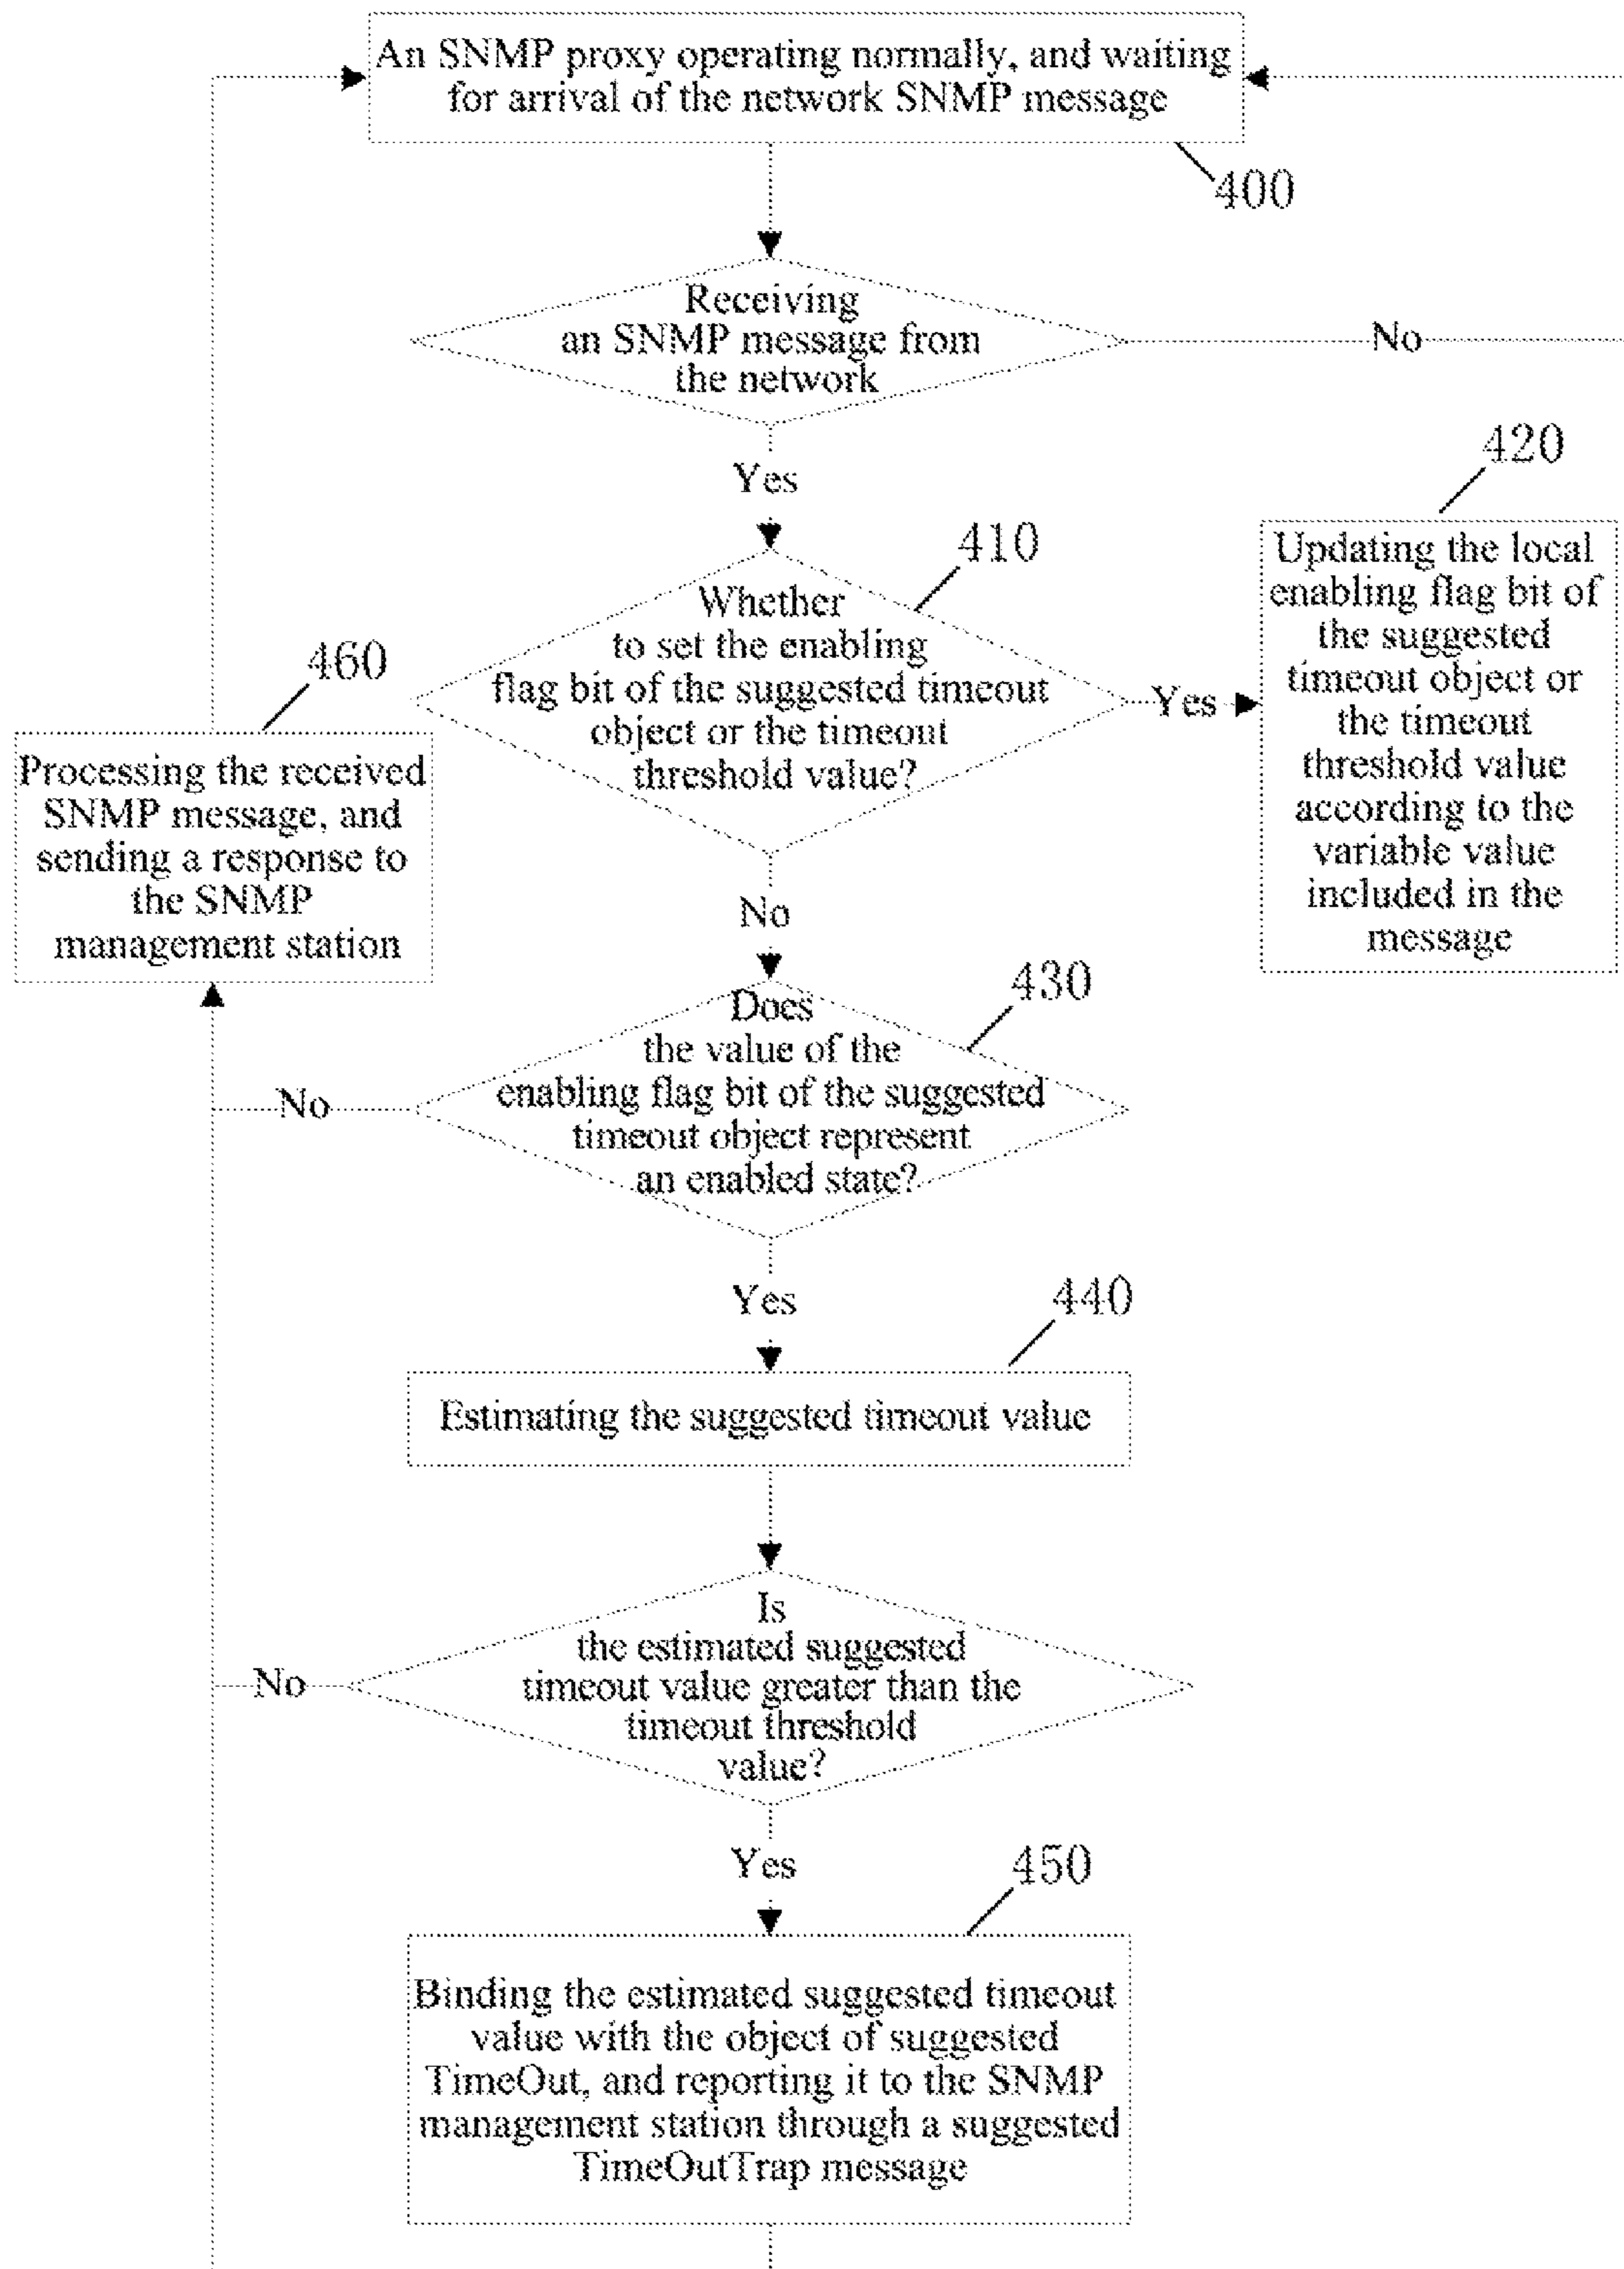 An SNMP proxy operating normally, and waiting
for arrival of the network SNMP message
400
Receiving
an SNMP message from
the network
No
Yes
420
410
Whether
to set the enabling
flag bit of the suggested timeout
object or the timeout
threshold value?
Yes
Updating the local
enabling flag bit of
the suggested
timeout object or
the timeout
threshold value
according to the
variable value
included in the
message
460
Processing the received
SNMP message, and
sending a response to
the SNMP
management station
No
430
Does
the value of the
enabling flag bit of the suggested
timeout object represent
an enabled state?
No
Yes
440
Estimating the suggested timeout value
Is
the estimated suggested
timeout value greater than the
timeout threshold
value?
No
Yes
450
Binding the estimated suggested timeout
value with the object of suggested
TimeOut, and reporting it to the SNMP
management station through a suggested
TimeOutTrap message